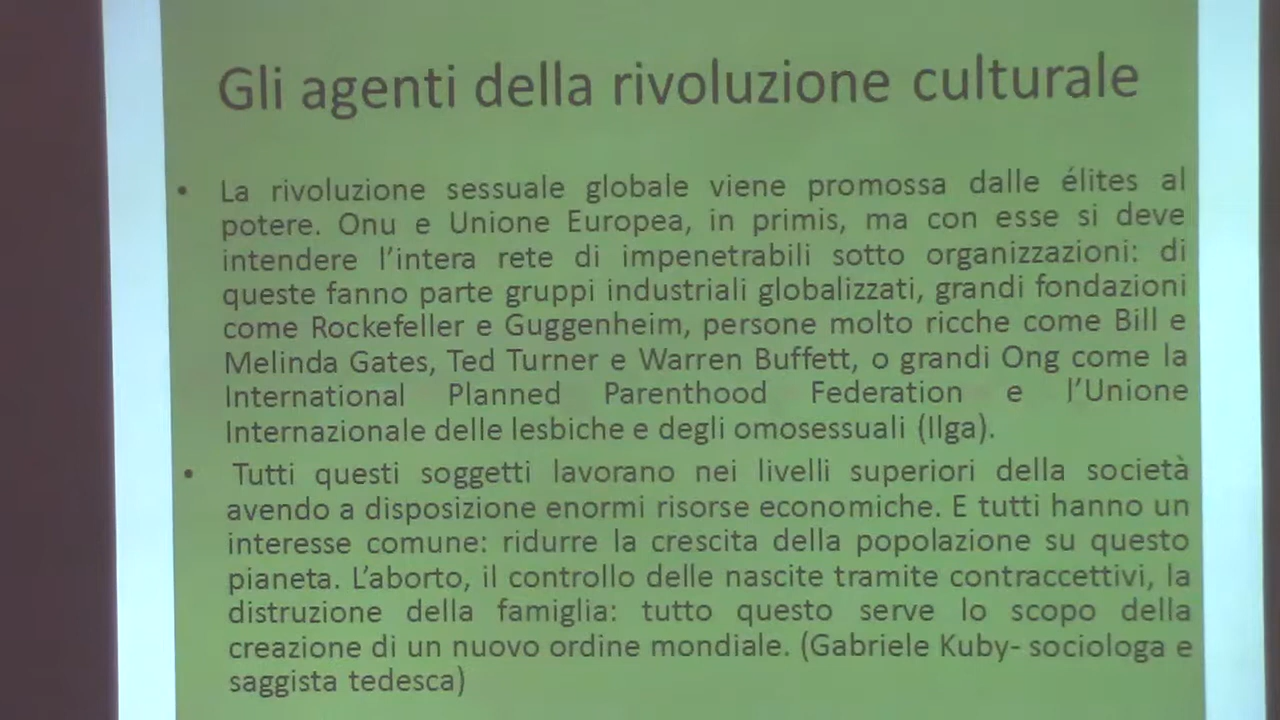 Gli agenti della rivoluzione culturale
• La rivoluzione sessuale globale viene promossa dalle élites al
potere. Onu e Unione Europea, in primis, ma con esse si deve
intendere l'intera rete di impenetrabili sotto organizzazioni: di
queste fanno parte gruppi industriali globalizzati, grandi fondazioni
come Rockefeller e Guggenheim, persone molto ricche come Bill e
Melinda Gates, Ted Turner e Warren Buffett, o grandi Ong come la
International Planned Parenthood Federation e l'Unione
Internazionale delle lesbiche e degli omosessuali (Ilga).
• Tutti questi soggetti lavorano nei livelli superiori della società
avendo a disposizione enormi risorse economiche. E tutti hanno un
interesse comune: ridurre la crescita della popolazione su questo
pianeta. L'aborto, il controllo delle nascite tramite contraccettivi, la
distruzione della famiglia: tutto questo serve lo scopo della
creazione di un nuovo ordine mondiale. (Gabriele Kuby- sociologa e
saggista tedesca)